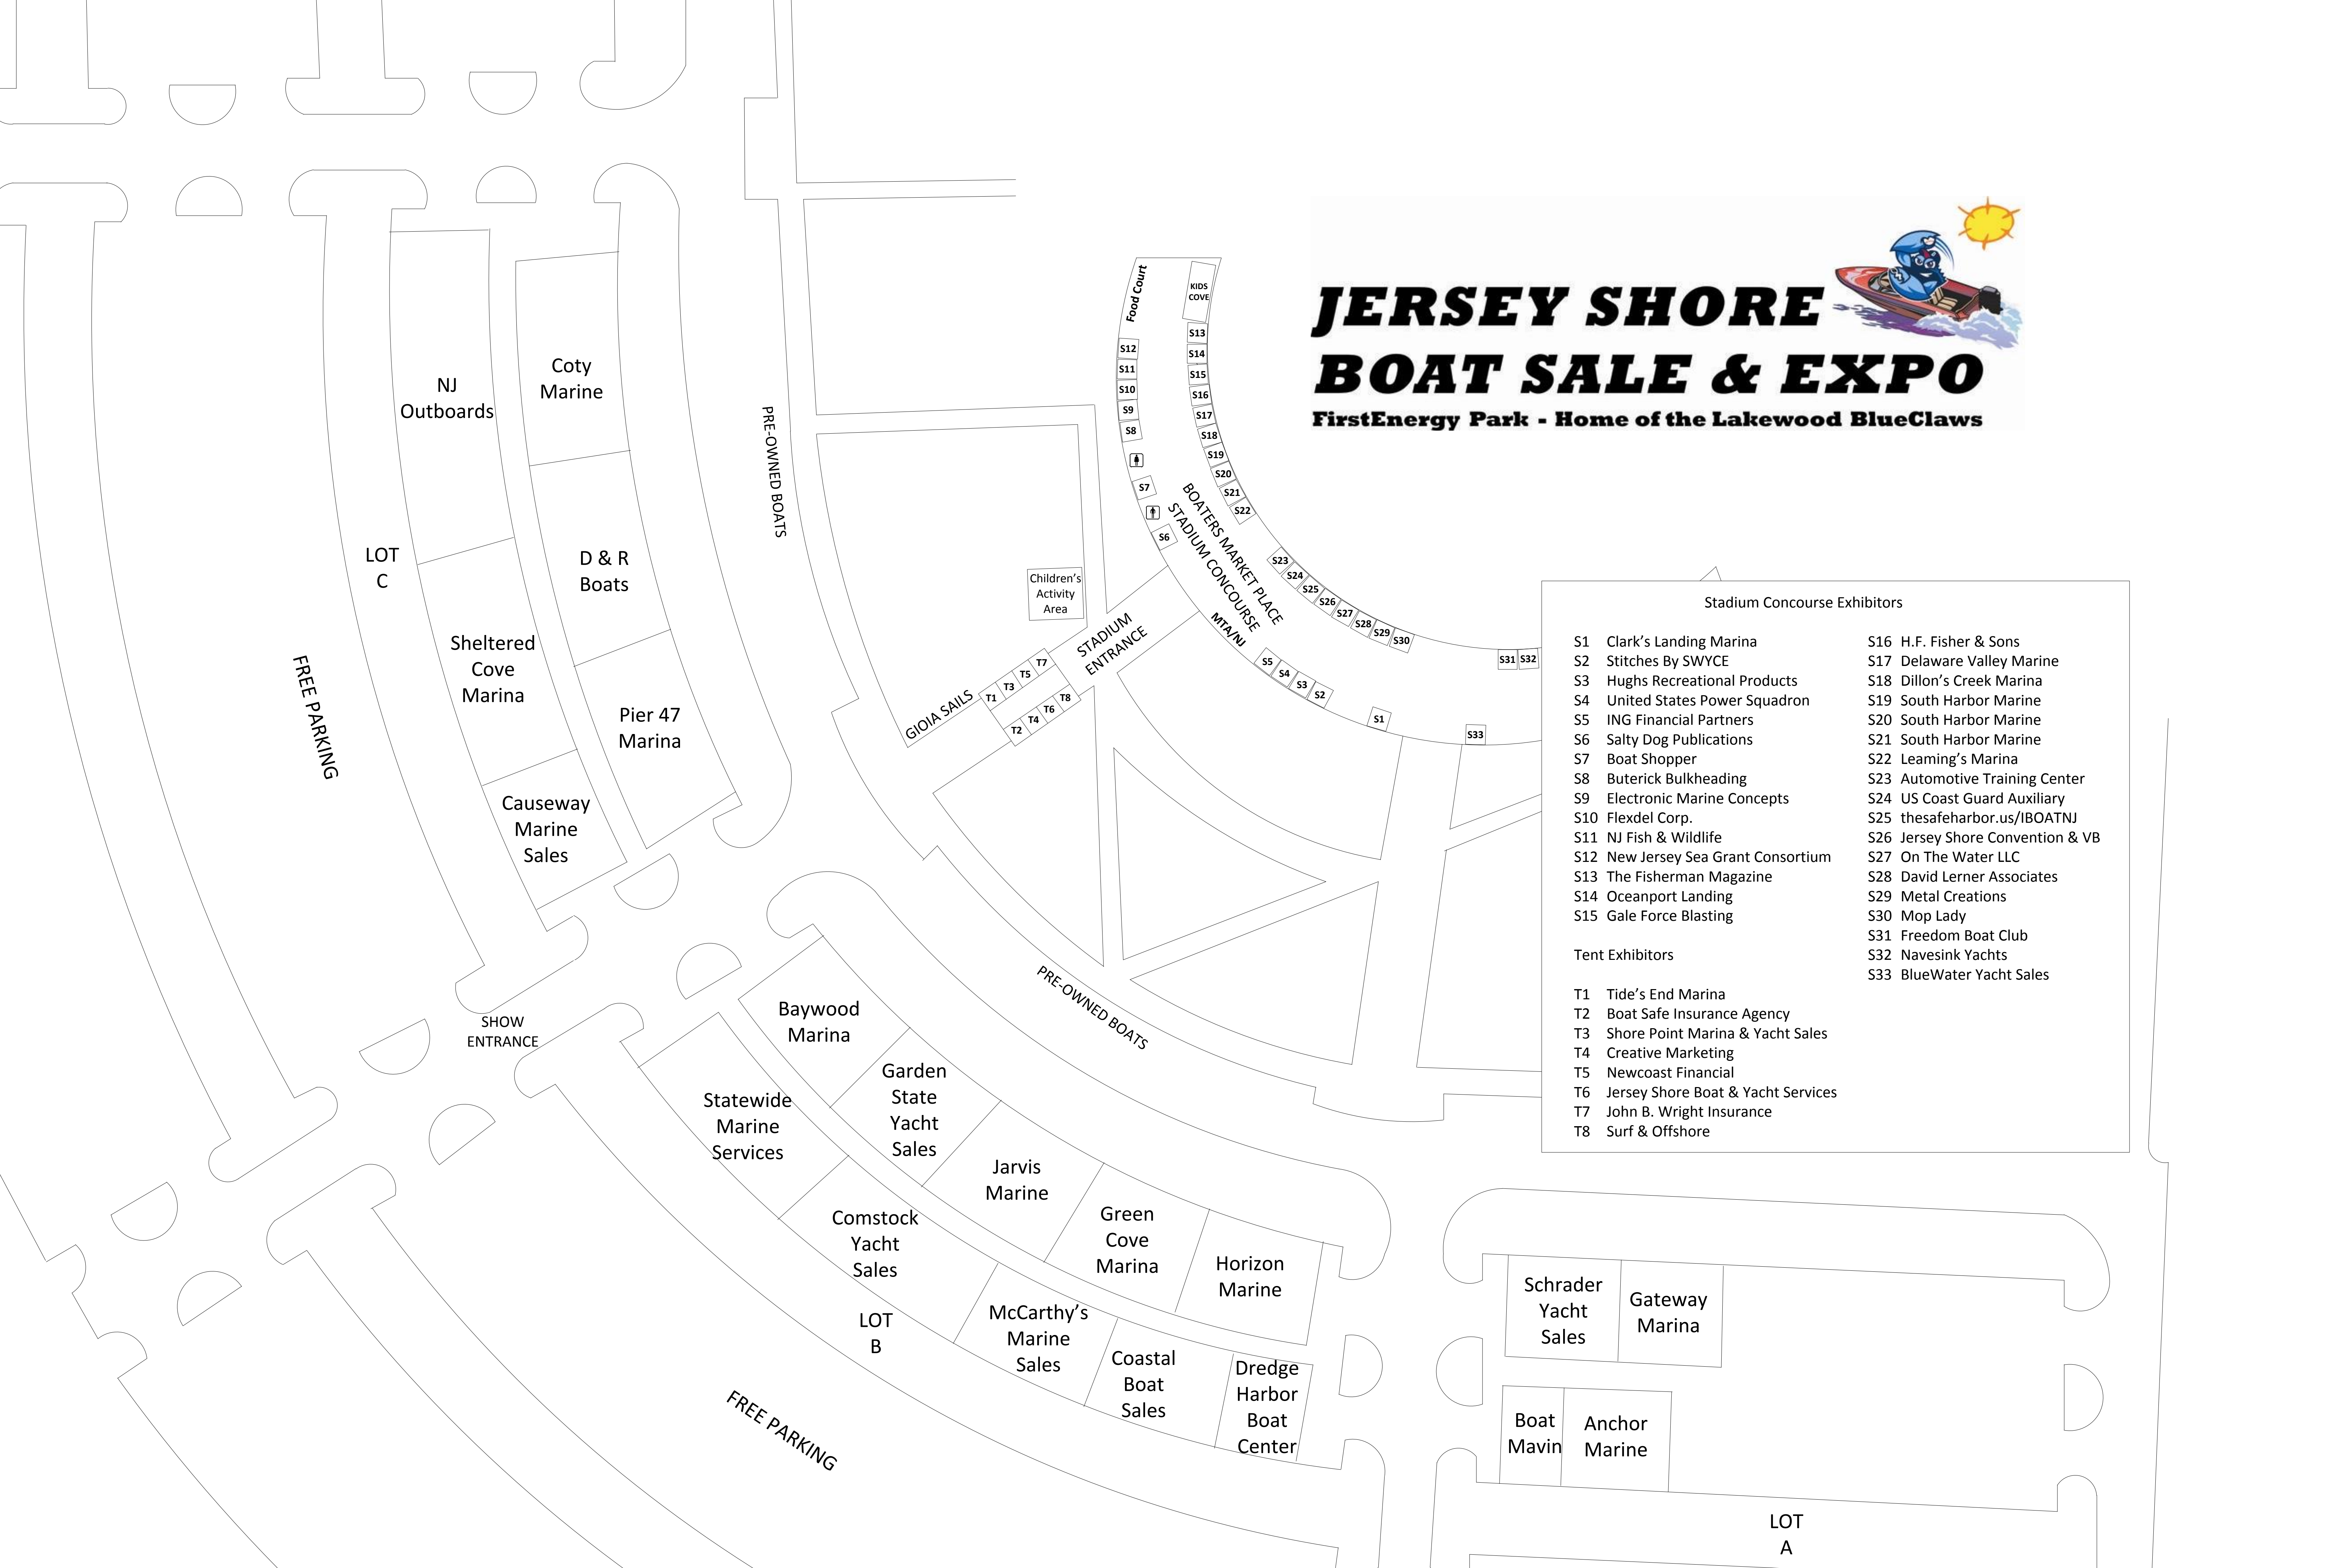 JERSEY SHORE
BOAT SALE & EXPO
FirstEnergy Park - Home of the Lakewood BlueClaws
Food Court
KIDS
COVE
S13
S14
S15
S16
S17
S18
S19
S20
S21
S22
S12
S11
S10
S9
S8
S7
S6
BOATERS MARKET PLACE
STADIUM CONCOURSE
MTA/NJ
S23
S24
S25
S26
S27
S28
S29
S30
S31
S32
S5
S4
S3
S2
S1
S33
Children's
Activity
Area
STADIUM
ENTRANCE
GIOIA SAILS
T1
T3
T5
T7
T2
T4
T6
T8
PRE-OWNED BOATS
PRE-OWNED BOATS
NJ
Outboards
Coty
Marine
LOT
C
D & R
Boats
Sheltered
Cove
Marina
Pier 47
Marina
Causeway
Marine
Sales
FREE PARKING
SHOW
ENTRANCE
Baywood
Marina
Statewide
Marine
Services
Garden
State
Yacht
Sales
Jarvis
Marine
Comstock
Yacht
Sales
Green
Cove
Marina
Horizon
Marine
LOT
B
McCarthy's
Marine
Sales
Coastal
Boat
Sales
Dredge
Harbor
Boat
Center
FREE PARKING
Schrader
Yacht
Sales
Gateway
Marina
Boat
Mavin
Anchor
Marine
LOT
A
Stadium Concourse Exhibitors
S1 Clark's Landing Marina
S2 Stitches By SWYCE
S3 Hughs Recreational Products
S4 United States Power Squadron
S5 ING Financial Partners
S6 Salty Dog Publications
S7 Boat Shopper
S8 Buterick Bulkheading
S9 Electronic Marine Concepts
S10 Flexdel Corp.
S11 NJ Fish & Wildlife
S12 New Jersey Sea Grant Consortium
S13 The Fisherman Magazine
S14 Oceanport Landing
S15 Gale Force Blasting
S16 H.F. Fisher & Sons
S17 Delaware Valley Marine
S18 Dillon's Creek Marina
S19 South Harbor Marine
S20 South Harbor Marine
S21 South Harbor Marine
S22 Leaming's Marina
S23 Automotive Training Center
S24 US Coast Guard Auxiliary
S25 thesafeharbor.us/IBOATNJ
S26 Jersey Shore Convention & VB
S27 On The Water LLC
S28 David Lerner Associates
S29 Metal Creations
S30 Mop Lady
S31 Freedom Boat Club
S32 Navesink Yachts
S33 BlueWater Yacht Sales
Tent Exhibitors
T1 Tide's End Marina
T2 Boat Safe Insurance Agency
T3 Shore Point Marina & Yacht Sales
T4 Creative Marketing
T5 Newcoast Financial
T6 Jersey Shore Boat & Yacht Services
T7 John B. Wright Insurance
T8 Surf & Offshore